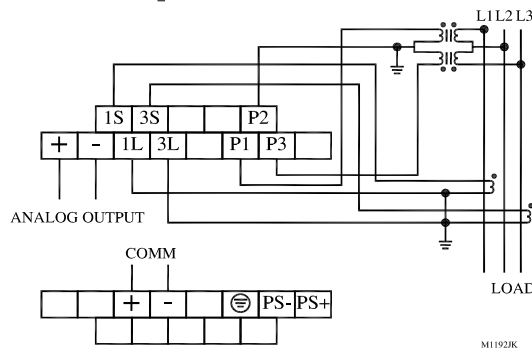 L1 L2 L3
1S 3S P2
+ - 1L 3L P1 P3
ANALOG OUTPUT
COMM
+ - PS- PS+
LOAD
M1192JK